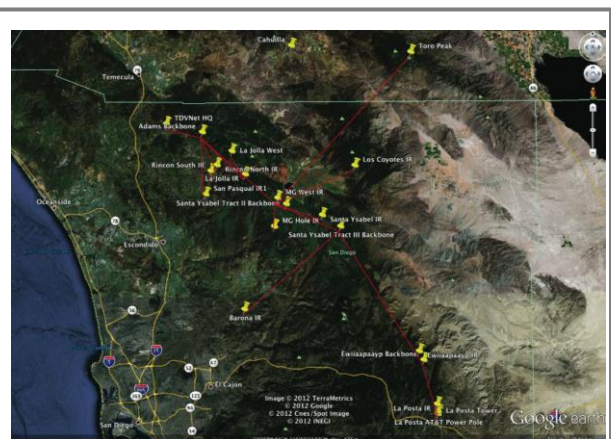 Cahuilla
Toro Peak
Temecula
TDVNet HQ
Adams Backbone
La Jolla West
Rincon South IR
Rincon North IR
Los Coyotes IR
La Jolla IR
San Pasqual IR1
MG West IR
Oceanside
Santa Ysabel Tract II Backbone
MG Hole IR
Santa Ysabel IR
Santa Ysabel Tract III Backbone
Escondido
San Diego
Barona IR
Ewiiaapaayp Backbone
Ewiiaapaayp IR
El Cajon
Image © 2012 TerraMetrics
© 2012 Google
© 2012 Cnes/Spot Image
© 2012 INEGI
La Posta IR
La Posta Tower
La Posta AT&T Power Pole
San Diego
Google earth